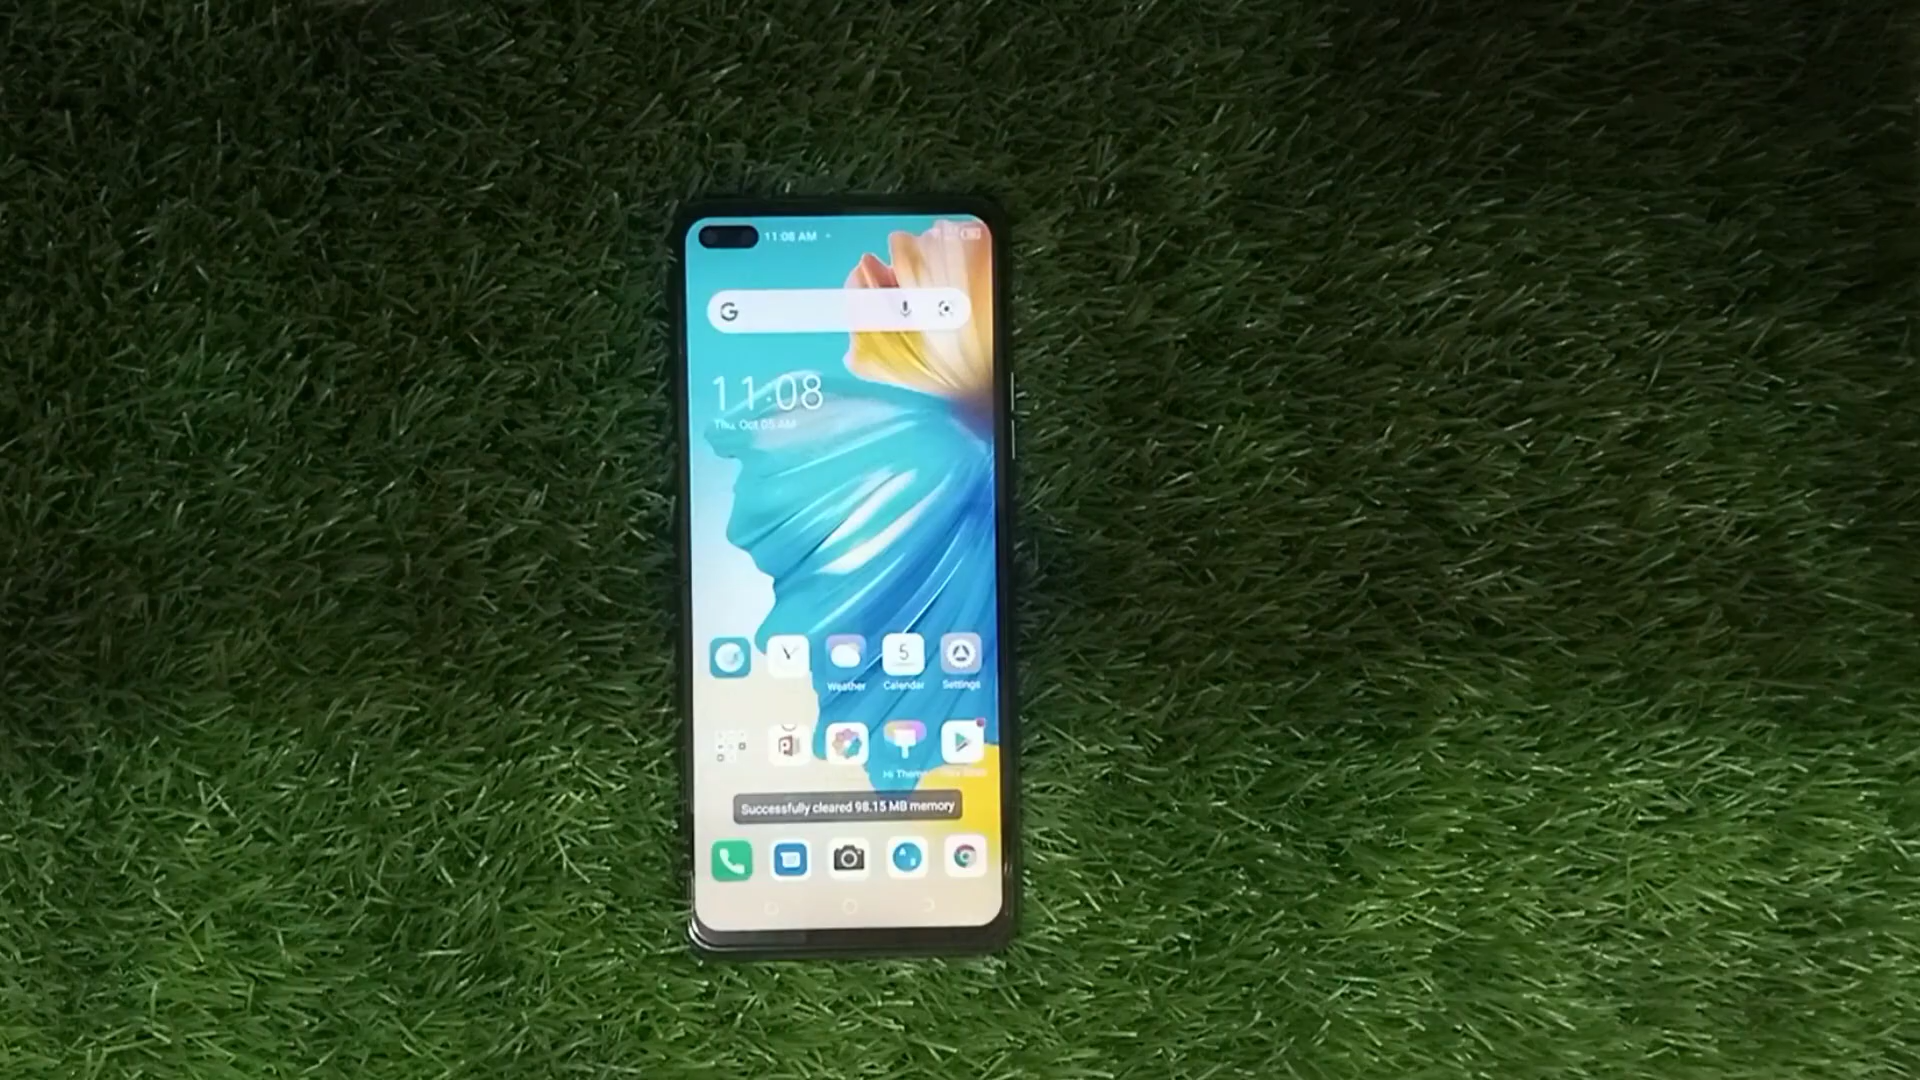 11:08 AM
G
11:08
Thu, Oct 05 AM
5
Weather
Calendar
Settings
Successfully cleared 98.15 MB memory